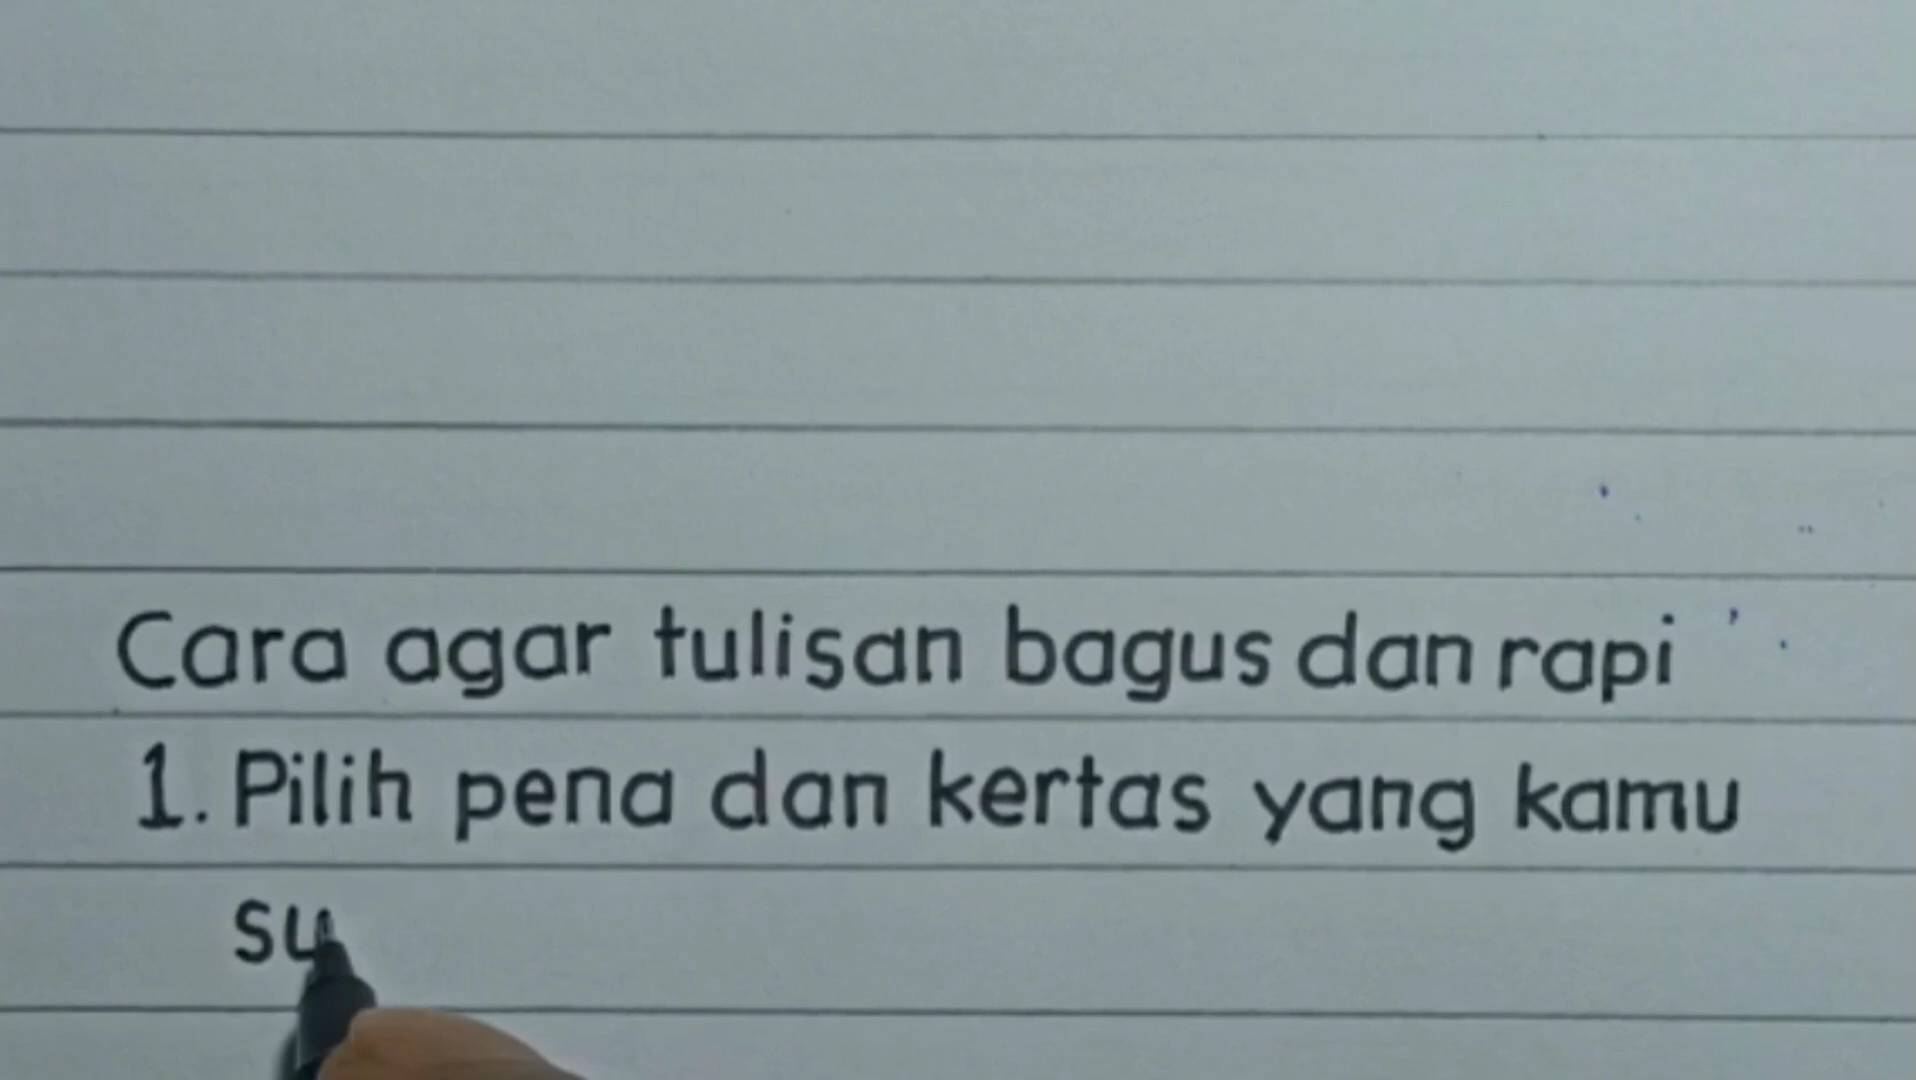 Cara agar tulisan bagus dan rapi
1. Pilih pena dan kertas yang kamu
su